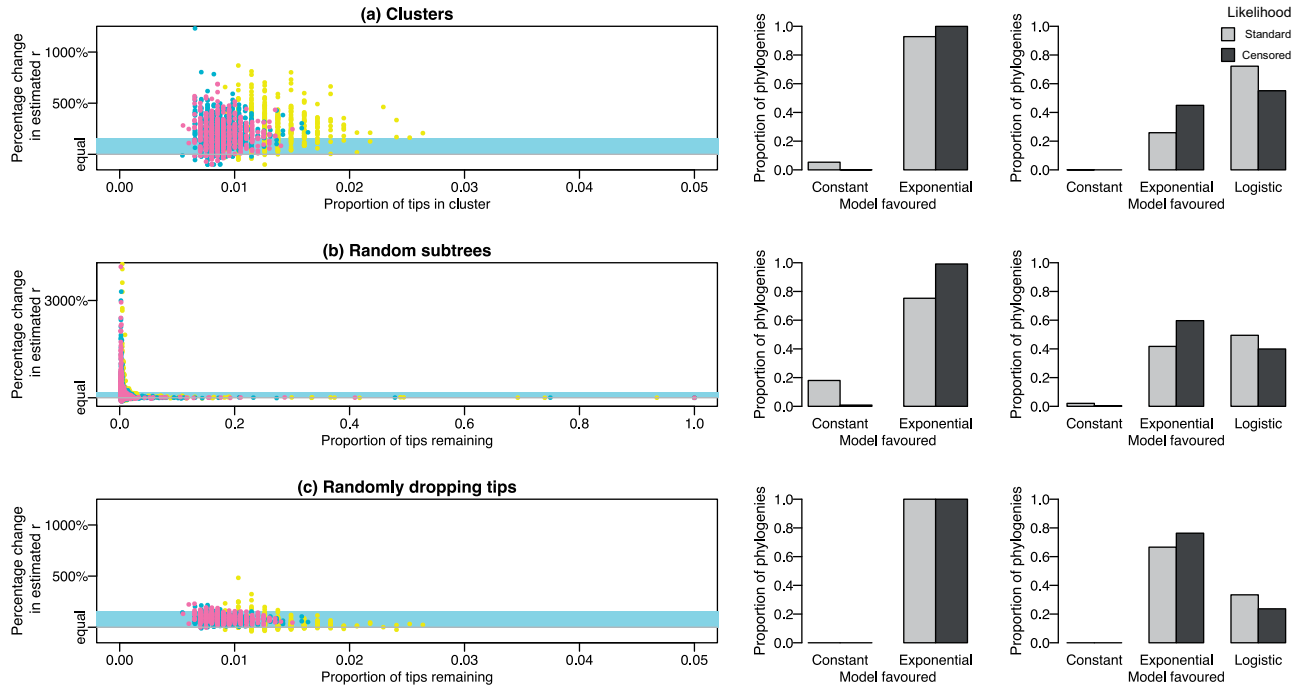 (a) Clusters
Percentage change
in estimated r
1000%
500%
equal
0.00 0.01 0.02 0.03 0.04 0.05
Proportion of tips in cluster
Proportion of phylogenies
1.0
0.8
0.6
0.4
0.2
0.0
Constant Exponential
Model favoured
Proportion of phylogenies
1.0
0.8
0.6
0.4
0.2
0.0
Constant Exponential Logistic
Model favoured
Likelihood
Standard
Censored
(b) Random subtrees
Percentage change
in estimated r
3000%
equal
0.0 0.2 0.4 0.6 0.8 1.0
Proportion of tips remaining
Proportion of phylogenies
1.0
0.8
0.6
0.4
0.2
0.0
Constant Exponential
Model favoured
Proportion of phylogenies
1.0
0.8
0.6
0.4
0.2
0.0
Constant Exponential Logistic
Model favoured
(c) Randomly dropping tips
Percentage change
in estimated r
1000%
500%
equal
0.00 0.01 0.02 0.03 0.04 0.05
Proportion of tips remaining
Proportion of phylogenies
1.0
0.8
0.6
0.4
0.2
0.0
Constant Exponential
Model favoured
Proportion of phylogenies
1.0
0.8
0.6
0.4
0.2
0.0
Constant Exponential Logistic
Model favoured